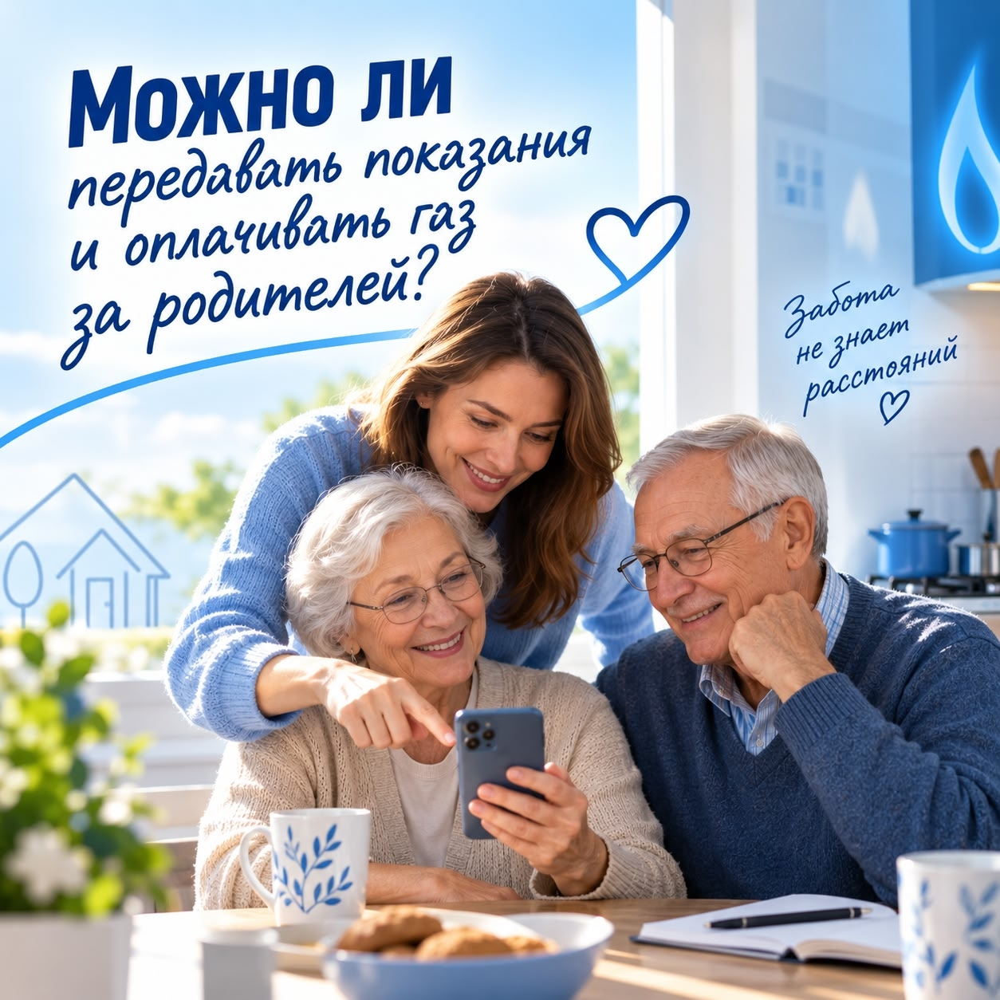 Можно ли
передавать показания
и оплачивать газ
за родителей?
Забота
не знает
расстояний